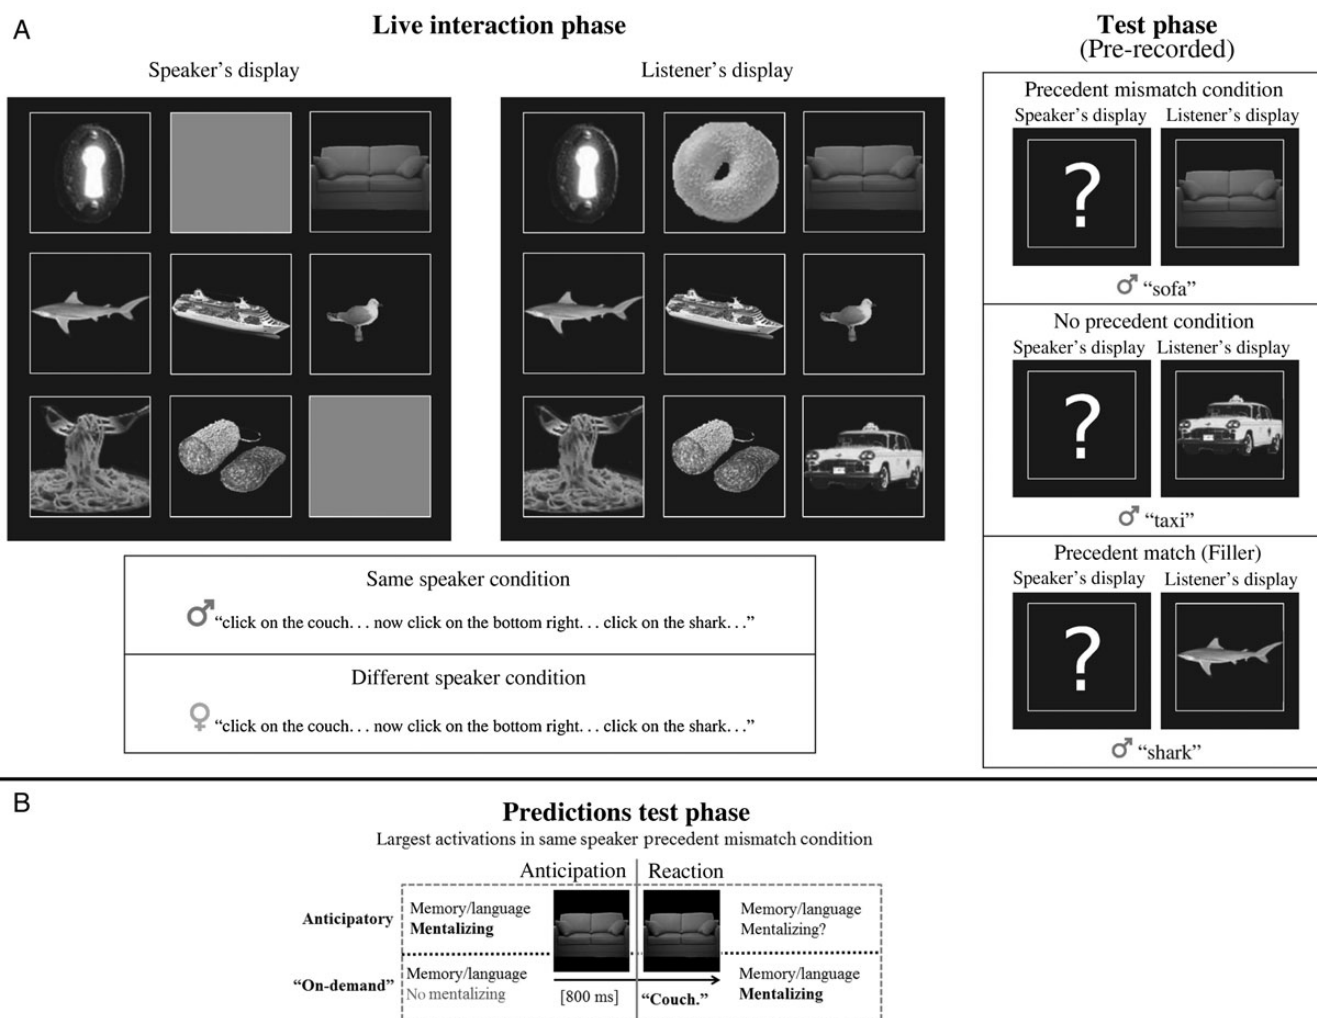 A
Live interaction phase
Speaker's display
Listener's display
Same speaker condition
♂ “click on the couch. . . now click on the bottom right. . . click on the shark. . .”
Different speaker condition
♀ “click on the couch. . . now click on the bottom right. . . click on the shark. . .”
Test phase
(Pre-recorded)
Precedent mismatch condition
Speaker's display Listener's display
?
♂ “sofa”
No precedent condition
Speaker's display Listener's display
?
♂ “taxi”
Precedent match (Filler)
Speaker's display Listener's display
?
♂ “shark”
B
Predictions test phase
Largest activations in same speaker precedent mismatch condition
Anticipation Reaction
Anticipatory
Memory/language
Mentalizing
Memory/language
Mentalizing?
“On-demand”
Memory/language
No mentalizing
[800 ms]
“Couch.”
Memory/language
Mentalizing